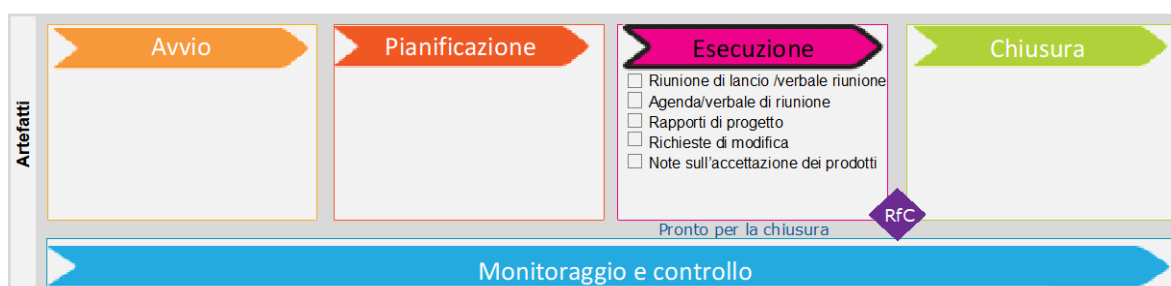 Artefatti
Avvio
Pianificazione
Esecuzione
Chiusura
Riunione di lancio /verbale riunione
Agenda/verbale di riunione
Rapporti di progetto
Richieste di modifica
Note sull'accettazione dei prodotti
RfC
Pronto per la chiusura
Monitoraggio e controllo